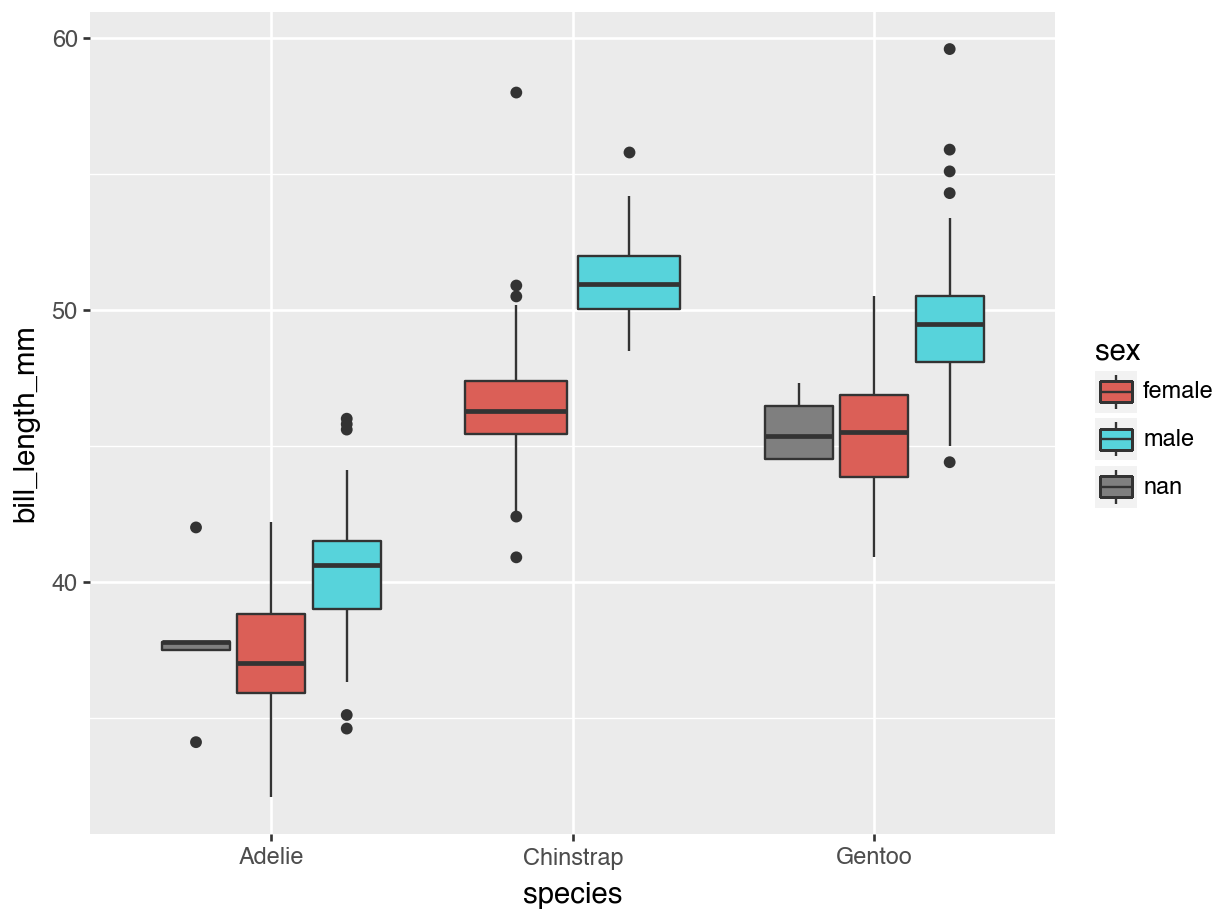 60
50
40
bill_length_mm
Adelie
Chinstrap
Gentoo
species
sex
female
male
nan